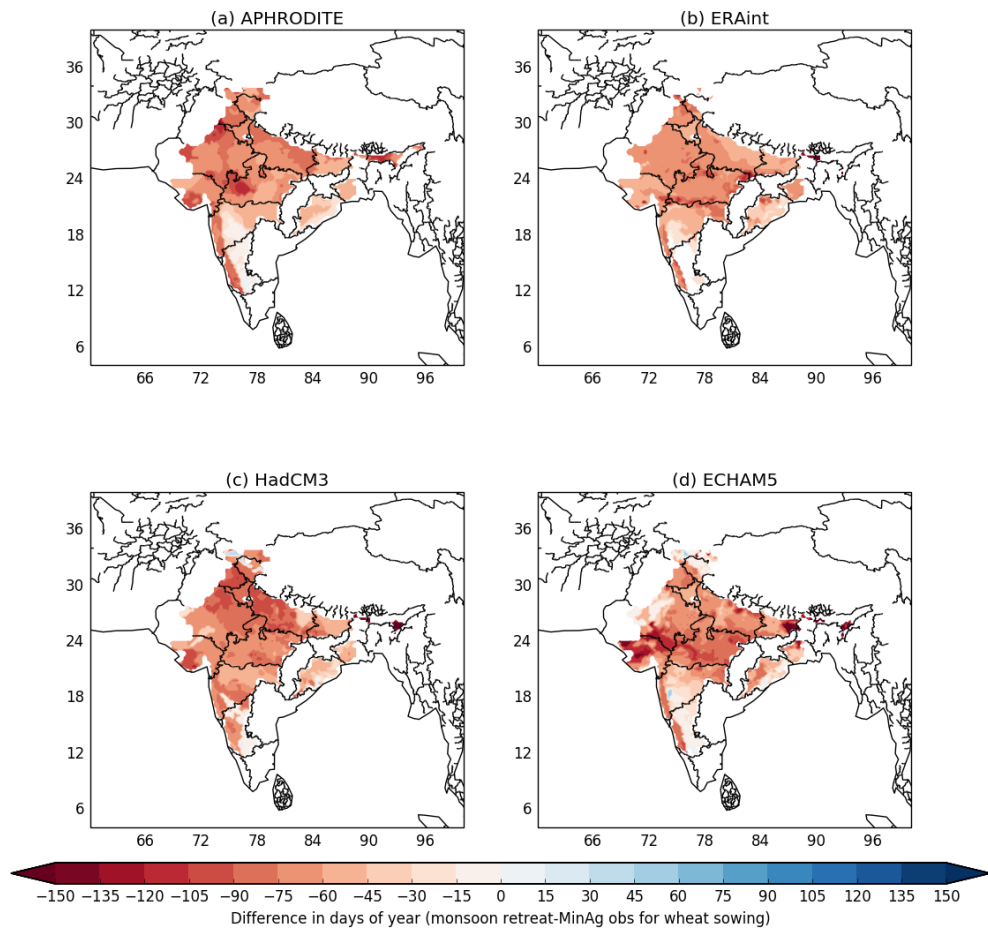 (a) APHRODITE
(b) ERAint
36
30
24
18
12
6
66 72 78 84 90 96
36
30
24
18
12
6
66 72 78 84 90 96
(c) HadCM3
(d) ECHAM5
36
30
24
18
12
6
66 72 78 84 90 96
36
30
24
18
12
6
66 72 78 84 90 96
−150 −135 −120 −105 −90 −75 −60 −45 −30 −15 0 15 30 45 60 75 90 105 120 135 150
Difference in days of year (monsoon retreat-MinAg obs for wheat sowing)